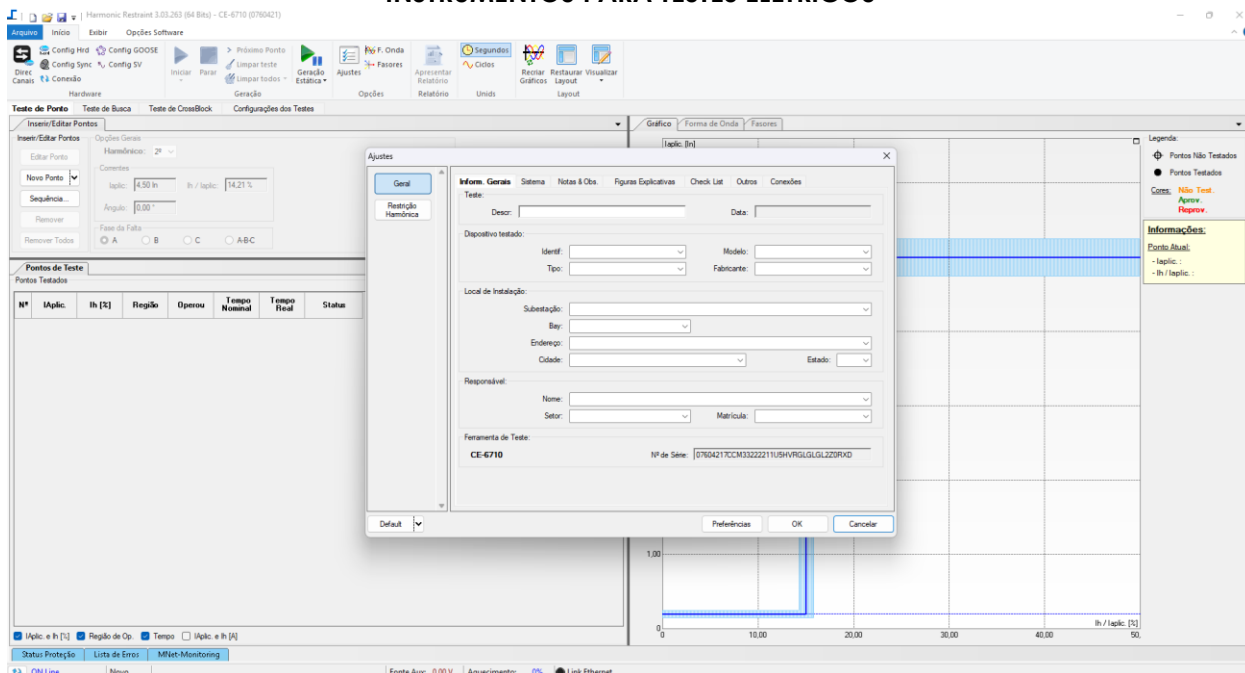 INSTRUMENTOS PARA TESTES ELÉTRICOS
Harmonic Restraint 3.03.263 (64 Bits) - CE-6710 (0760421)
Arquivo Início Exibir Opções Software
Direc Canais
Config Hrd Config GOOSE
Config Sync Config SV
Conexão
Hardware
Iniciar Parar
Próximo Ponto
Limpar teste
Limpar todos
Geração Estática
Geração
Ajustes
F. Onda
Fasores
Opções
Apresentar Relatório
Relatório
Segundos
Ciclos
Unids
Recriar Gráficos
Restaurar Layout
Visualizar
Layout
Teste de Ponto Teste de Busca Teste de CrossBlock Configurações dos Testes
Inserir/Editar Pontos
Inserir/Editar Pontos
Editar Ponto
Novo Ponto
Sequência...
Remover
Remover Todos
Opções Gerais
Harmônico: 2ª
Correntes
Iaplic: 4,50 In Ih / Iaplic: 14,21 %
Ângulo: 0,00 °
Fase da Falta
A B C A-B-C
Pontos de Teste
Pontos Testados
Nº IAplic. Ih [%] Região Operou Tempo Nominal Tempo Real Status
IAplic. e Ih [%] Região de Op. Tempo IAplic. e Ih [A]
Status Proteção Lista de Erros MNet-Monitoring
ON Line Novo Fonte Aux: 0,00 V Aquecimento: 0% Link Ethernet
Ajustes
Geral
Restrição Harmônica
Inform. Gerais Sistema Notas & Obs. Figuras Explicativas Check List Outros Conexões
Teste:
Descr: Data:
Dispositivo testado:
Identif: Modelo:
Tipo: Fabricante:
Local de Instalação:
Subestação:
Bay:
Endereço:
Cidade: Estado:
Responsável:
Nome:
Setor: Matrícula:
Ferramenta de Teste:
CE-6710 Nº de Série: 07604217CCM33222211U5HVRGLGLGL2Z0RXD
Default Preferências OK Cancelar
Gráfico Forma de Onda Fasores
Iaplic. [In]
1,00
0
0 10,00 20,00 30,00 40,00 50,
Ih / Iaplic. [%]
Legenda:
Pontos Não Testados
Pontos Testados
Cores: Não Test.
Aprov.
Reprov.
Informações:
Ponto Atual:
- Iaplic. :
- Ih / Iaplic. :